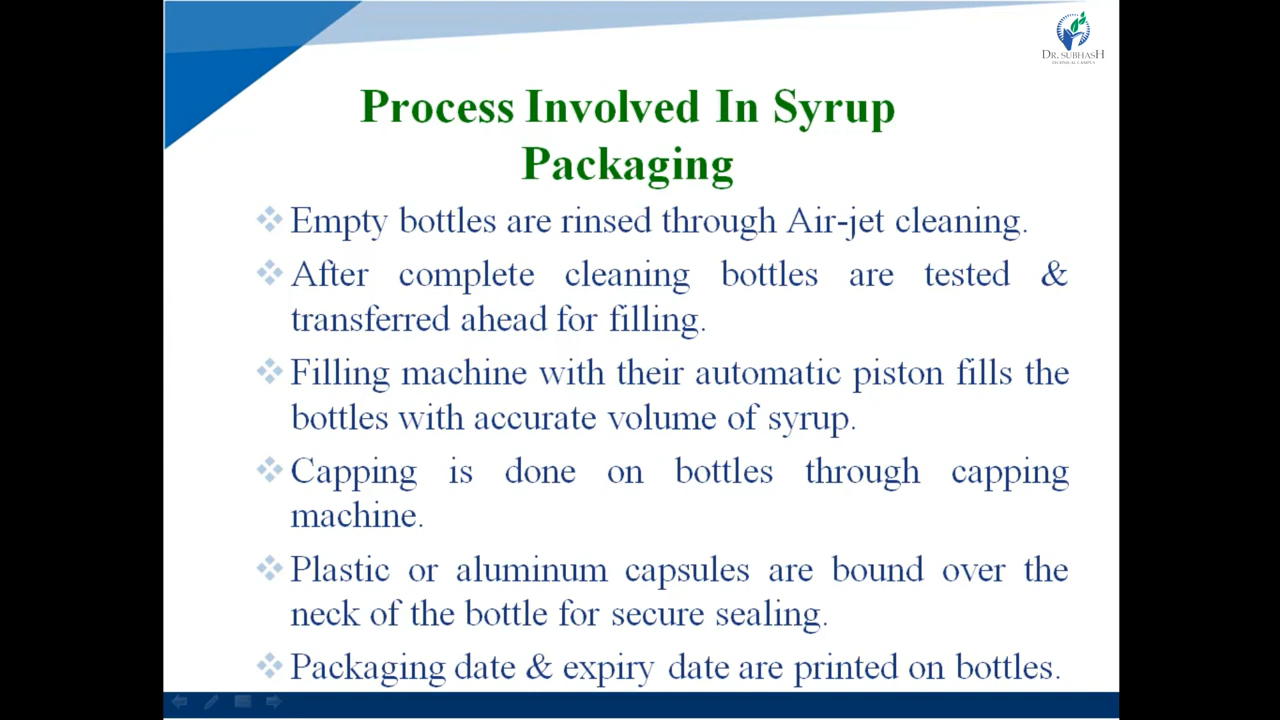 DR. SUBHASH
TECHNICAL CAMPUS
Process Involved In Syrup
Packaging
Empty bottles are rinsed through Air-jet cleaning.
After complete cleaning bottles are tested &
transferred ahead for filling.
Filling machine with their automatic piston fills the
bottles with accurate volume of syrup.
Capping is done on bottles through capping
machine.
Plastic or aluminum capsules are bound over the
neck of the bottle for secure sealing.
Packaging date & expiry date are printed on bottles.